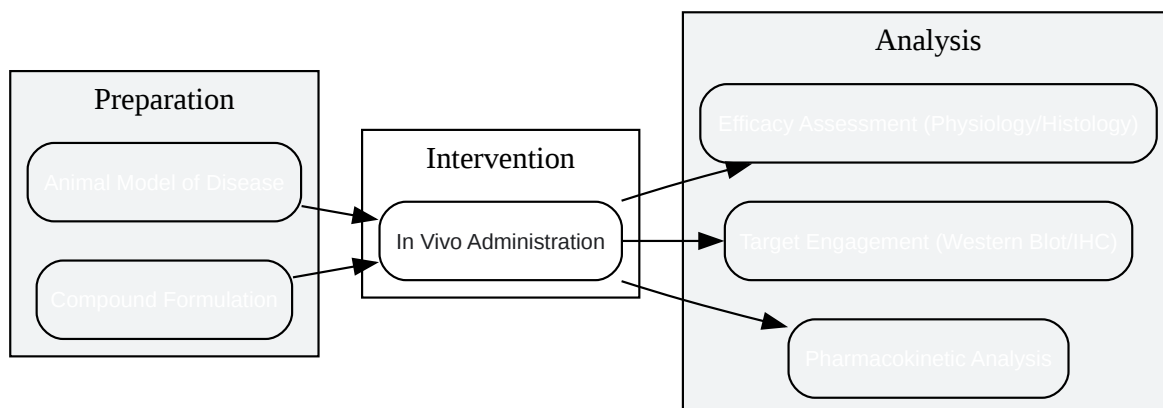 Preparation
Animal Model of Disease
Compound Formulation
Intervention
In Vivo Administration
Analysis
Efficacy Assessment (Physiology/Histology)
Target Engagement (Western Blot/IHC)
Pharmacokinetic Analysis